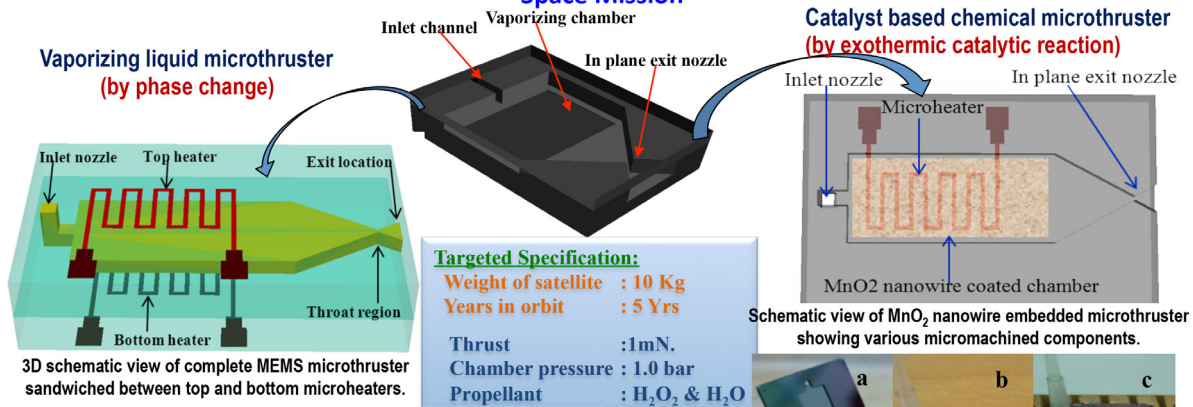 Space Mission
Vaporizing liquid microthruster
(by phase change)
Inlet nozzle
Top heater
Exit location
Throat region
Bottom heater
3D schematic view of complete MEMS microthruster
sandwiched between top and bottom microheaters.
Inlet channel
Vaporizing chamber
In plane exit nozzle
Targeted Specification:
Weight of satellite : 10 Kg
Years in orbit : 5 Yrs
Thrust :1mN.
Chamber pressure : 1.0 bar
Propellant : H₂O₂ & H₂O
Catalyst based chemical microthruster
(by exothermic catalytic reaction)
Inlet nozzle
In plane exit nozzle
Microheater
MnO2 nanowire coated chamber
Schematic view of MnO₂ nanowire embedded microthruster
showing various micromachined components.
a
b
c